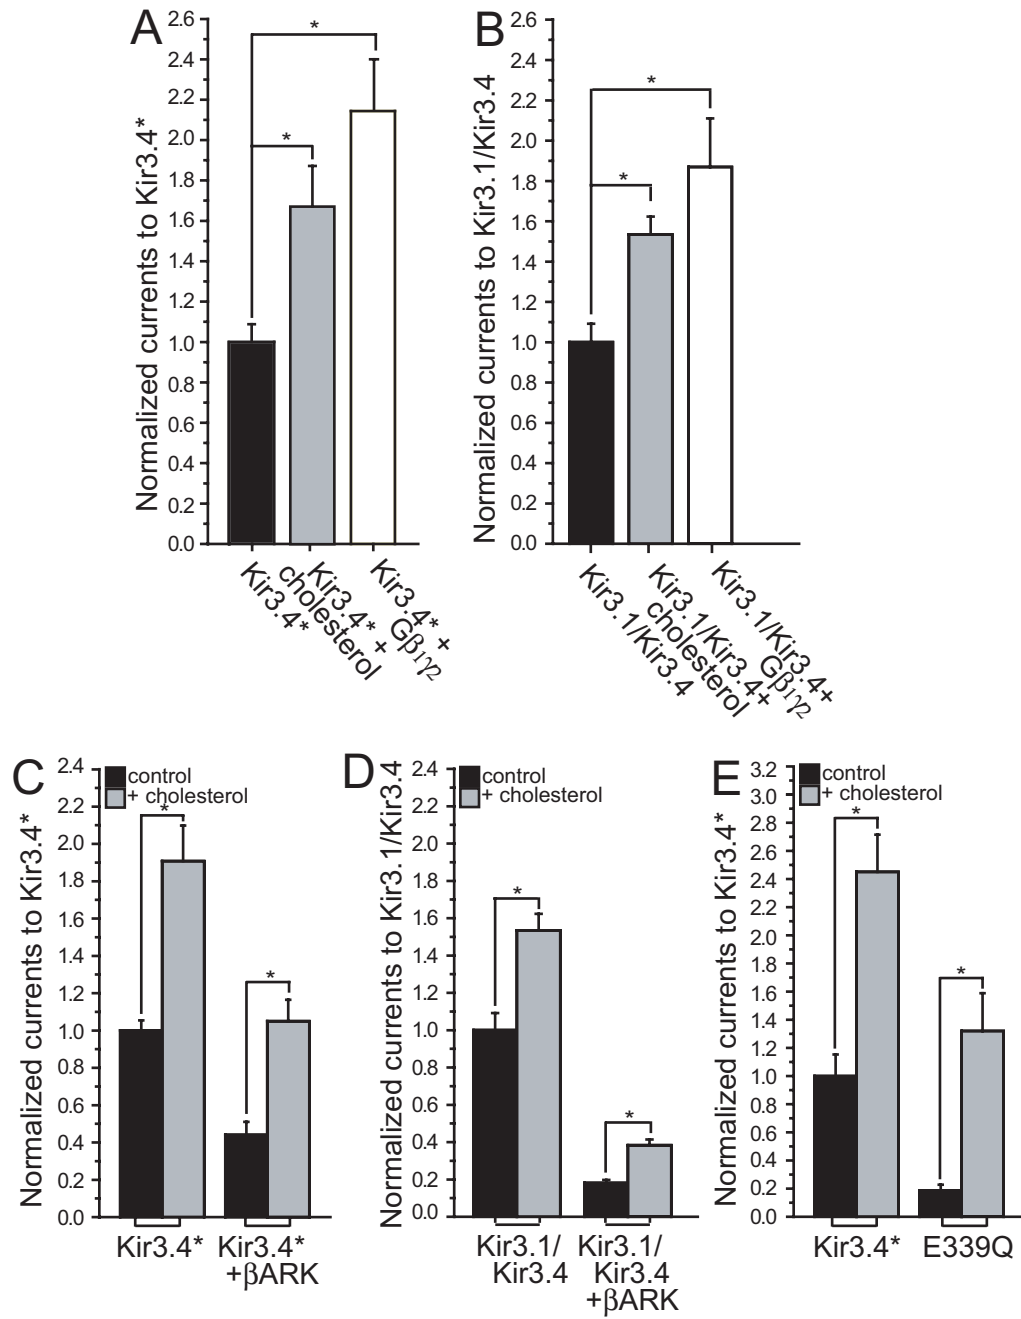 A
Normalized currents to Kir3.4*
2.6
2.4
2.2
2.0
1.8
1.6
1.4
1.2
1.0
0.8
0.6
0.4
0.2
0.0
*
*
Kir3.4*
Kir3.4* +
cholesterol
Kir3.4* +
Gβ1γ2
B
Normalized currents to Kir3.1/Kir3.4
2.6
2.4
2.2
2.0
1.8
1.6
1.4
1.2
1.0
0.8
0.6
0.4
0.2
0.0
*
*
Kir3.1/Kir3.4
Kir3.1/Kir3.4+
cholesterol
Kir3.1/Kir3.4+
Gβ1γ2
C
Normalized currents to Kir3.4*
2.4
2.2
2.0
1.8
1.6
1.4
1.2
1.0
0.8
0.6
0.4
0.2
0.0
control
+ cholesterol
*
*
Kir3.4*
Kir3.4*
+βARK
D
Normalized currents to Kir3.1/Kir3.4
2.4
2.2
2.0
1.8
1.6
1.4
1.2
1.0
0.8
0.6
0.4
0.2
0.0
control
+ cholesterol
*
*
Kir3.1/
Kir3.4
Kir3.1/
Kir3.4
+βARK
E
Normalized currents to Kir3.4*
3.2
3.0
2.8
2.6
2.4
2.2
2.0
1.8
1.6
1.4
1.2
1.0
0.8
0.6
0.4
0.2
0.0
control
+ cholesterol
*
*
Kir3.4*
E339Q